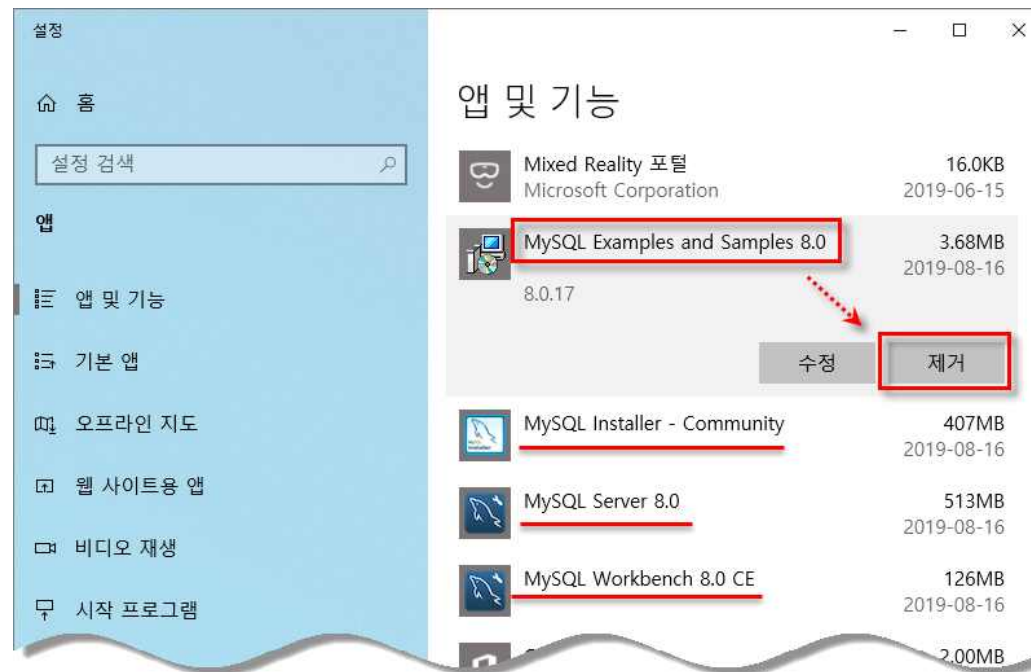 설정
홈
설정 검색
앱
앱 및 기능
기본 앱
오프라인 지도
웹 사이트용 앱
비디오 재생
시작 프로그램
앱 및 기능
Mixed Reality 포털 16.0KB
Microsoft Corporation 2019-06-15
MySQL Examples and Samples 8.0 3.68MB
2019-08-16
8.0.17
수정 제거
MySQL Installer - Community 407MB
2019-08-16
MySQL Server 8.0 513MB
2019-08-16
MySQL Workbench 8.0 CE 126MB
2019-08-16
2.00MB